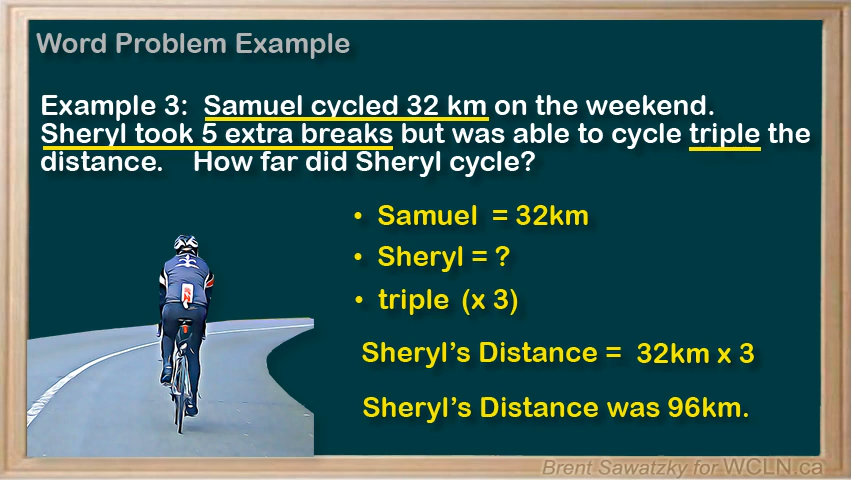 Word Problem Example
Example 3: Samuel cycled 32 km on the weekend.
Sheryl took 5 extra breaks but was able to cycle triple the
distance. How far did Sheryl cycle?
• Samuel = 32km
• Sheryl = ?
• triple (x 3)
Sheryl's Distance = 32km x 3
Sheryl's Distance was 96km.
Brent Sawatzky for WCLN.ca